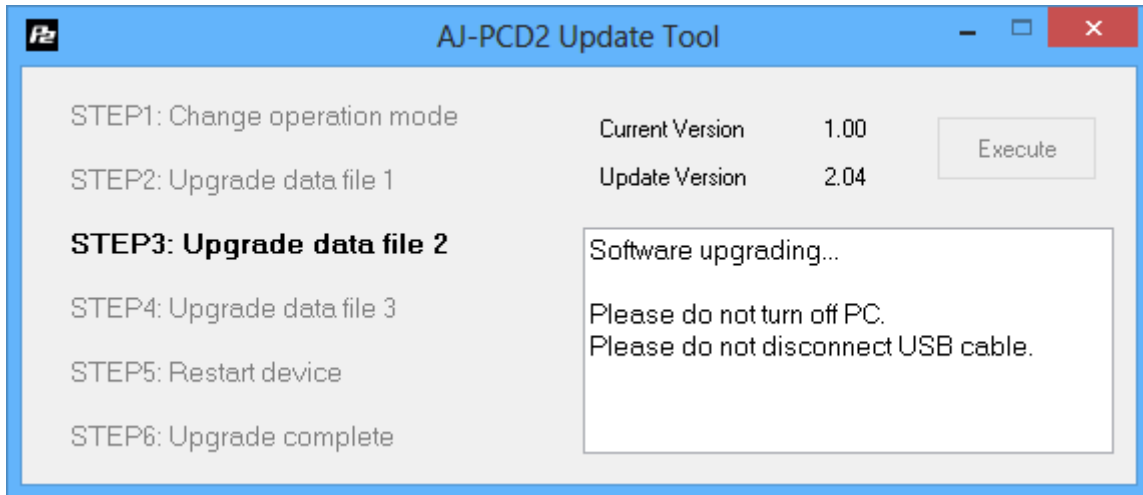 P2
AJ-PCD2 Update Tool
STEP1: Change operation mode
STEP2: Upgrade data file 1
STEP3: Upgrade data file 2
STEP4: Upgrade data file 3
STEP5: Restart device
STEP6: Upgrade complete
Current Version 1.00
Update Version 2.04
Execute
Software upgrading...
Please do not turn off PC.
Please do not disconnect USB cable.